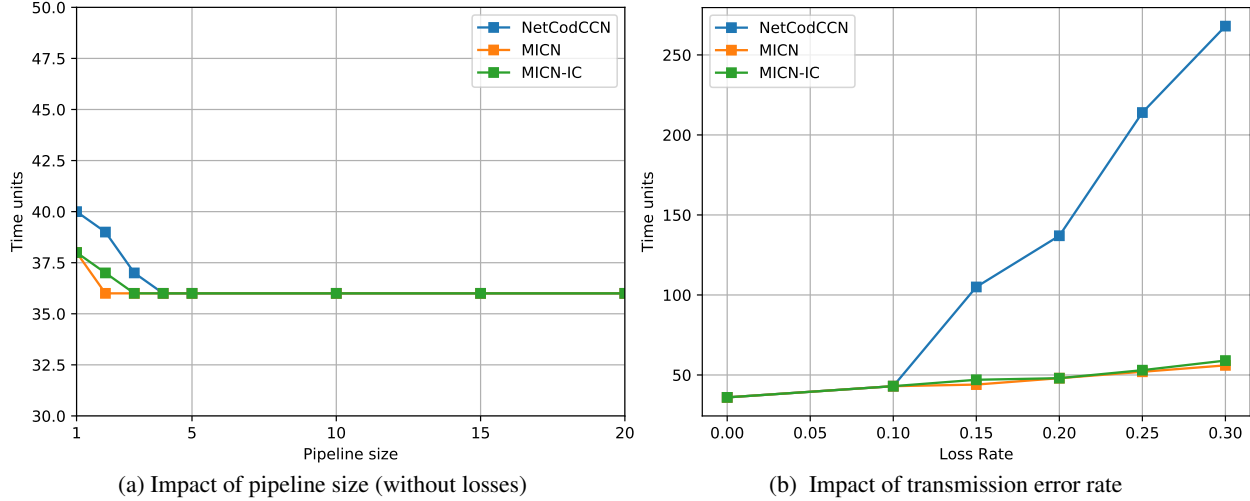 50.0
47.5
45.0
42.5
40.0
37.5
35.0
32.5
30.0
Time units
1
5
10
15
20
Pipeline size
NetCodCCN
MICN
MICN-IC
(a) Impact of pipeline size (without losses)
250
200
150
100
50
Time units
0.00
0.05
0.10
0.15
0.20
0.25
0.30
Loss Rate
NetCodCCN
MICN
MICN-IC
(b) Impact of transmission error rate